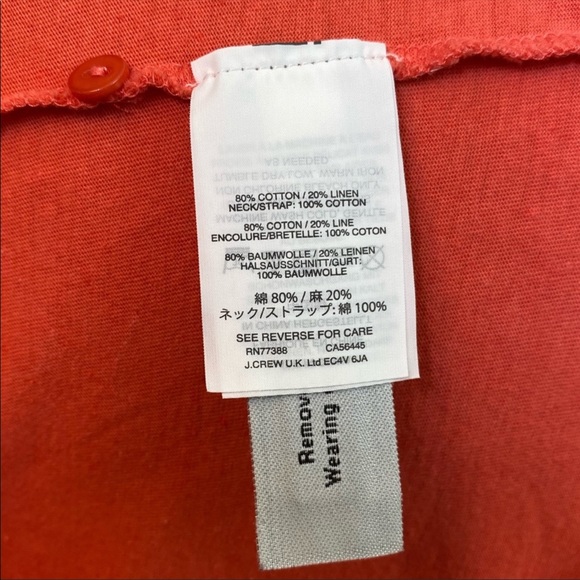 80% COTTON / 20% LINEN
NECK/STRAP: 100% COTTON
80% COTON / 20% LINE
ENCOLURE/BRETELLE: 100% COTON
80% BAUMWOLLE / 20% LEINEN
HALSAUSSCHNITT/GURT:
100% BAUMWOLLE
綿 80% / 麻 20%
ネック/ストラップ: 綿 100%
SEE REVERSE FOR CARE
RN77388 CA56445
J.CREW U.K. Ltd EC4V 6JA
Remov
Wearing